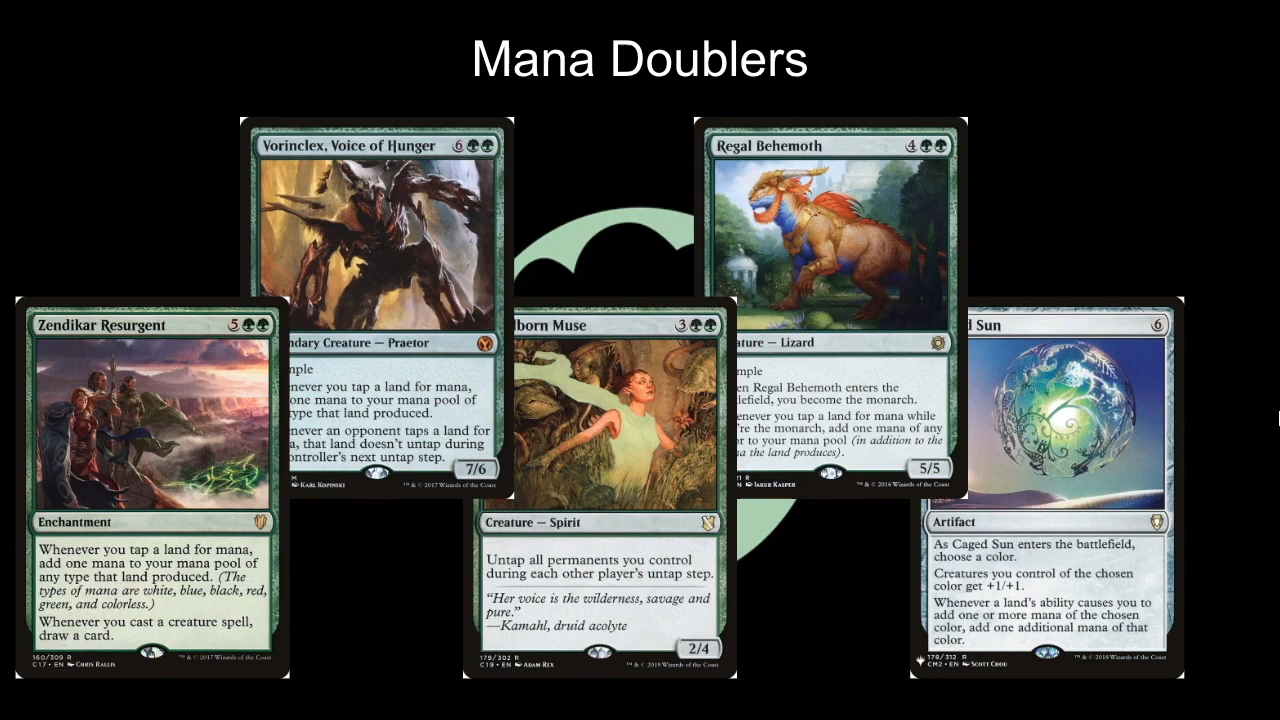 Mana Doublers
Vorinclex, Voice of Hunger 6
ndary Creature — Praetor
mple
enever you tap a land for mana,
one mana to your mana pool of
type that land produced.
enever an opponent taps a land for
a, that land doesn't untap during
ontroller's next untap step.
7/6
M
KARL KOPINSKI
™ & © 2017 Wizards of the Coast
Regal Behemoth 4
ature — Lizard
mple
en Regal Behemoth enters the
lefield, you become the monarch.
enever you tap a land for mana while
're the monarch, add one mana of any
or to your mana pool (in addition to the
na the land produces).
5/5
R
N JAKUB KASPER
™ & © 2016 Wizards of the Coast
Zendikar Resurgent 5
Enchantment
Whenever you tap a land for mana,
add one mana to your mana pool of
any type that land produced. (The
types of mana are white, blue, black, red,
green, and colorless.)
Whenever you cast a creature spell,
draw a card.
160/309 R
C17 • EN CHRIS RALLIS
™ & © 2017 Wizards of the Coast
lborn Muse 3
Creature — Spirit
Untap all permanents you control
during each other player's untap step.
“Her voice is the wilderness, savage and
pure.”
—Kamahl, druid acolyte
2/4
179/302 R
C19 • EN ADAM REX
™ & © 2019 Wizards of the Coast
d Sun 6
Artifact
As Caged Sun enters the battlefield,
choose a color.
Creatures you control of the chosen
color get +1/+1.
Whenever a land's ability causes you to
add one or more mana of the chosen
color, add one additional mana of that
color.
178/312 R
CM2 • EN SCOTT CHOU
™ & © 2018 Wizards of the Coast